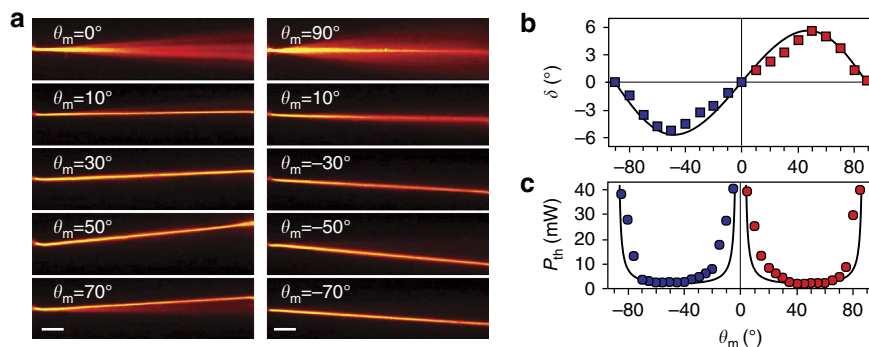 a
θm=0°
θm=10°
θm=30°
θm=50°
θm=70°
θm=90°
θm=10°
θm=–30°
θm=–50°
θm=–70°
b
6
3
0
–3
–6
δ (°)
–80
–40
0
40
80
c
40
30
20
10
0
Pth (mW)
–80
–40
0
40
80
θm (°)